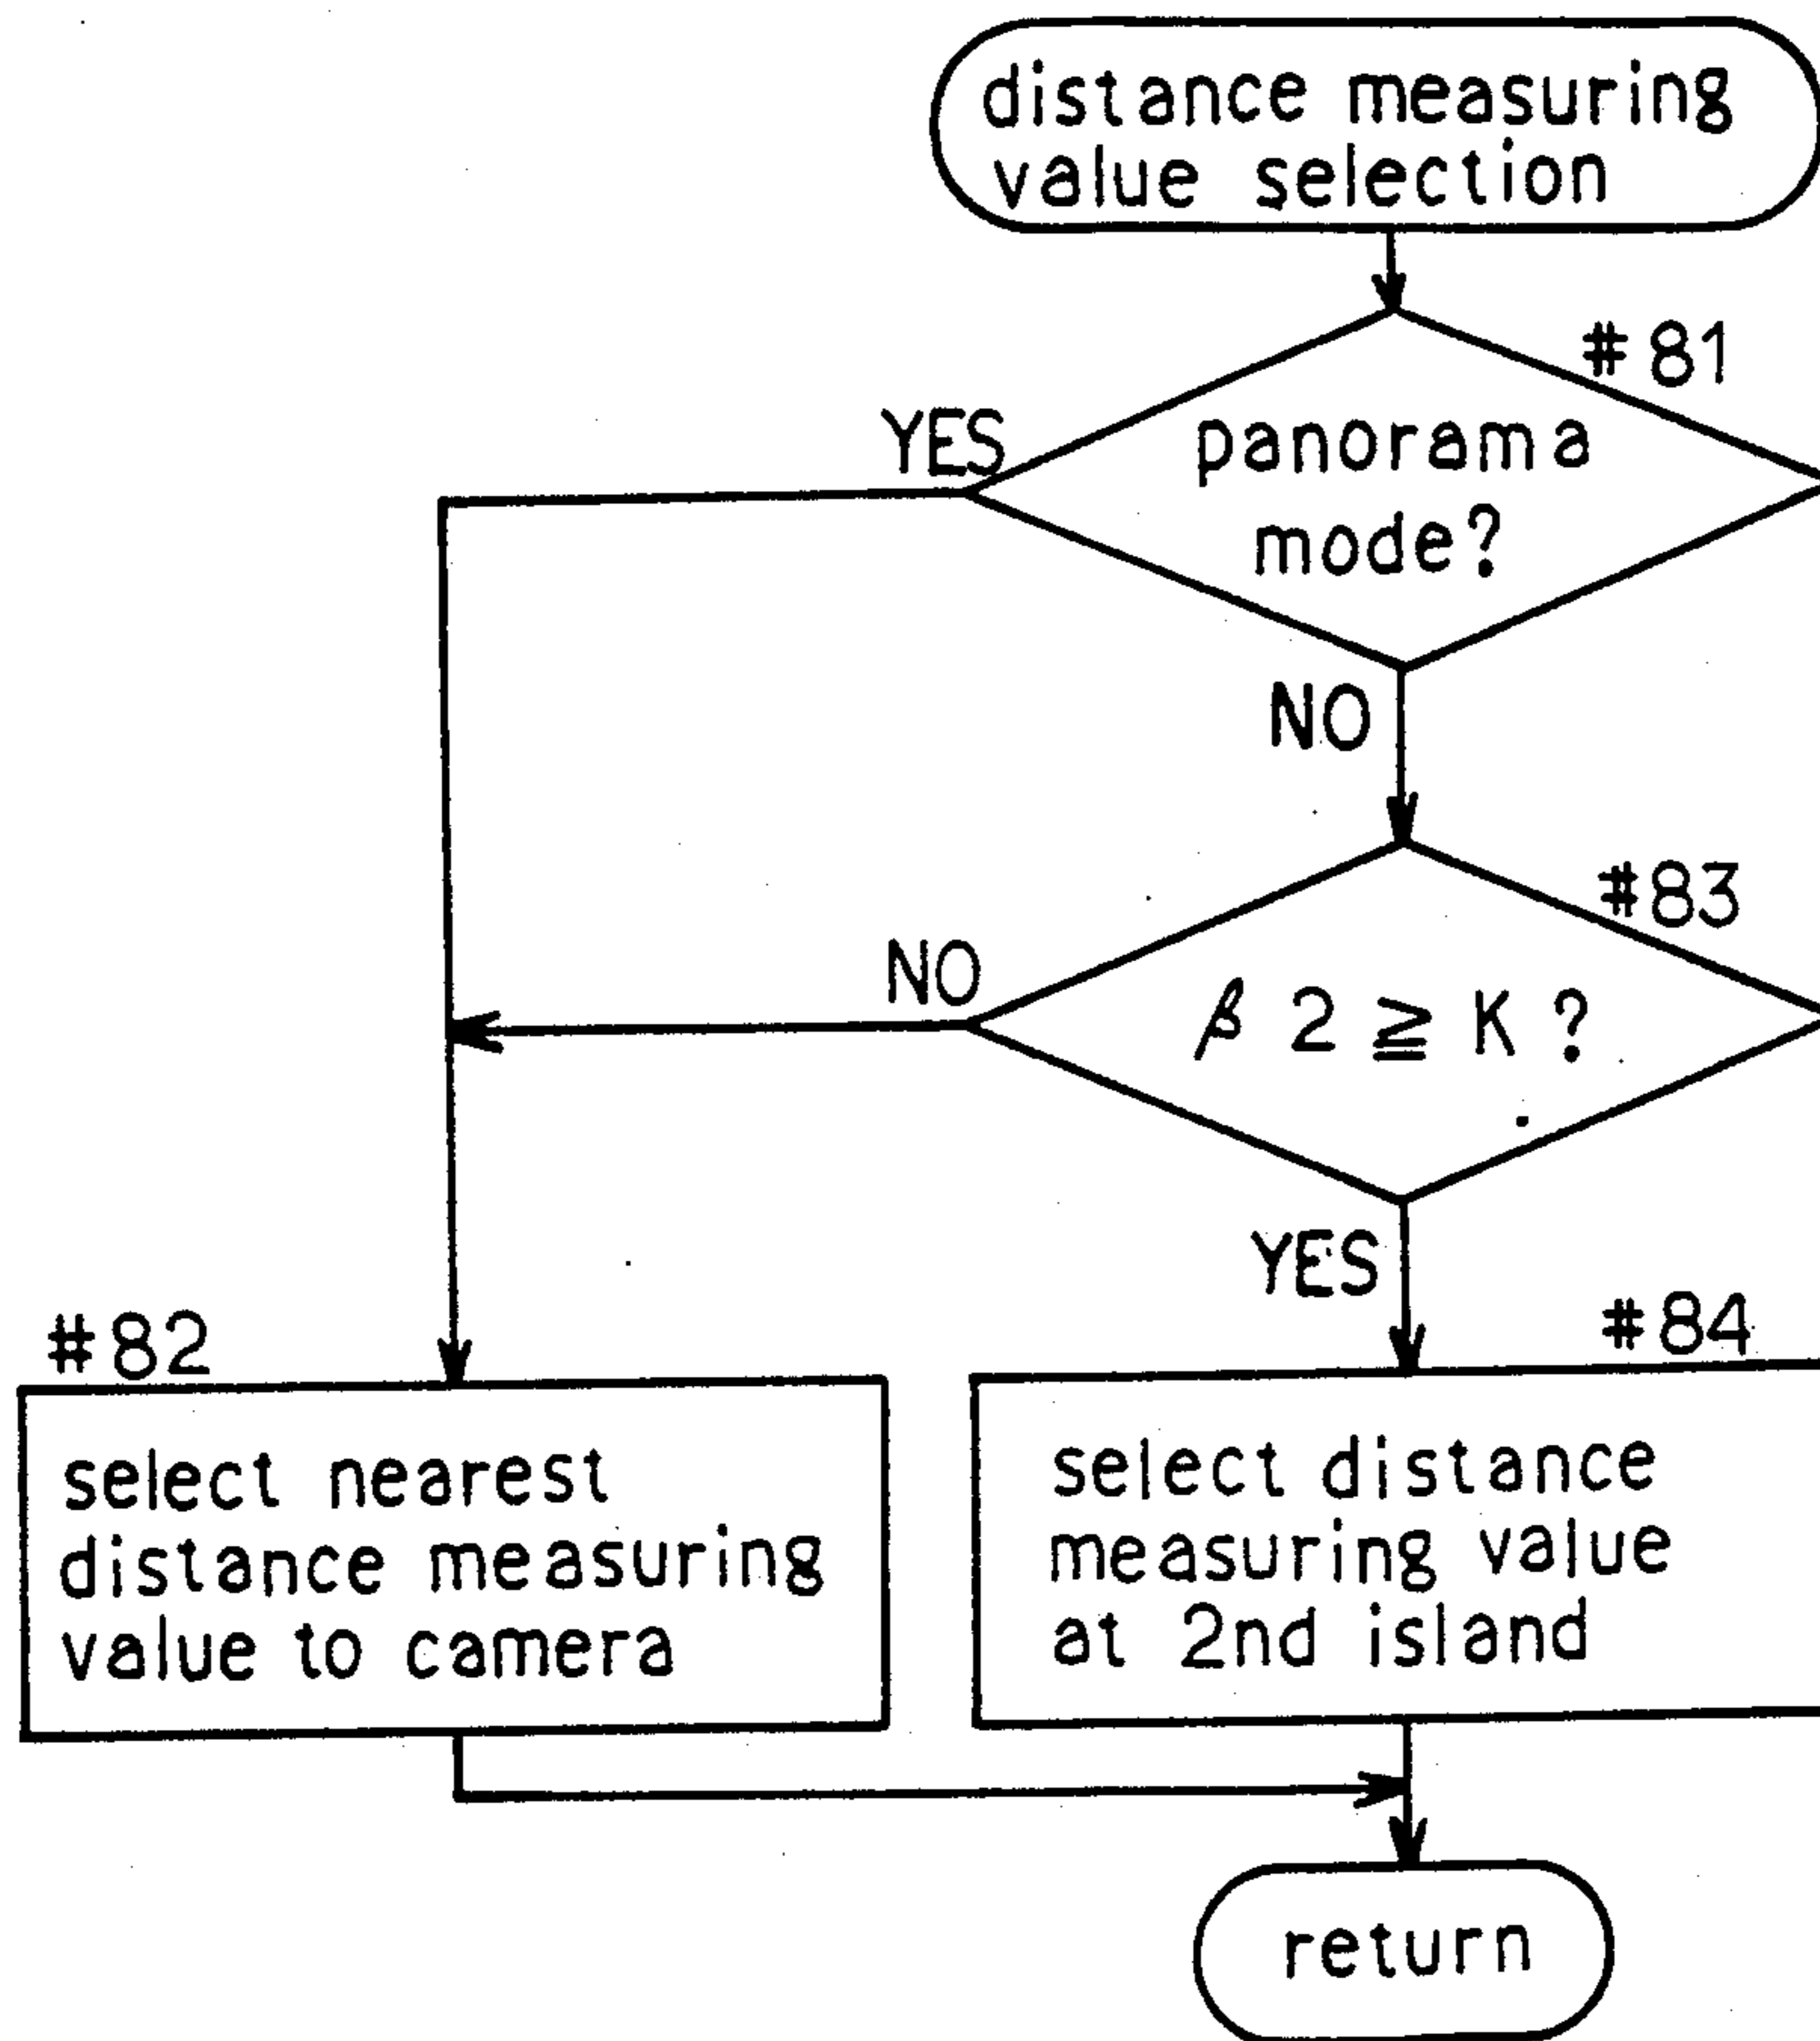 distance measuring
value selection
#81
YES
panorama
mode?
NO
#83
NO
β 2 ≧ K ?
YES
#82
#84
select nearest
distance measuring
value to camera
select distance
measuring value
at 2nd island
return